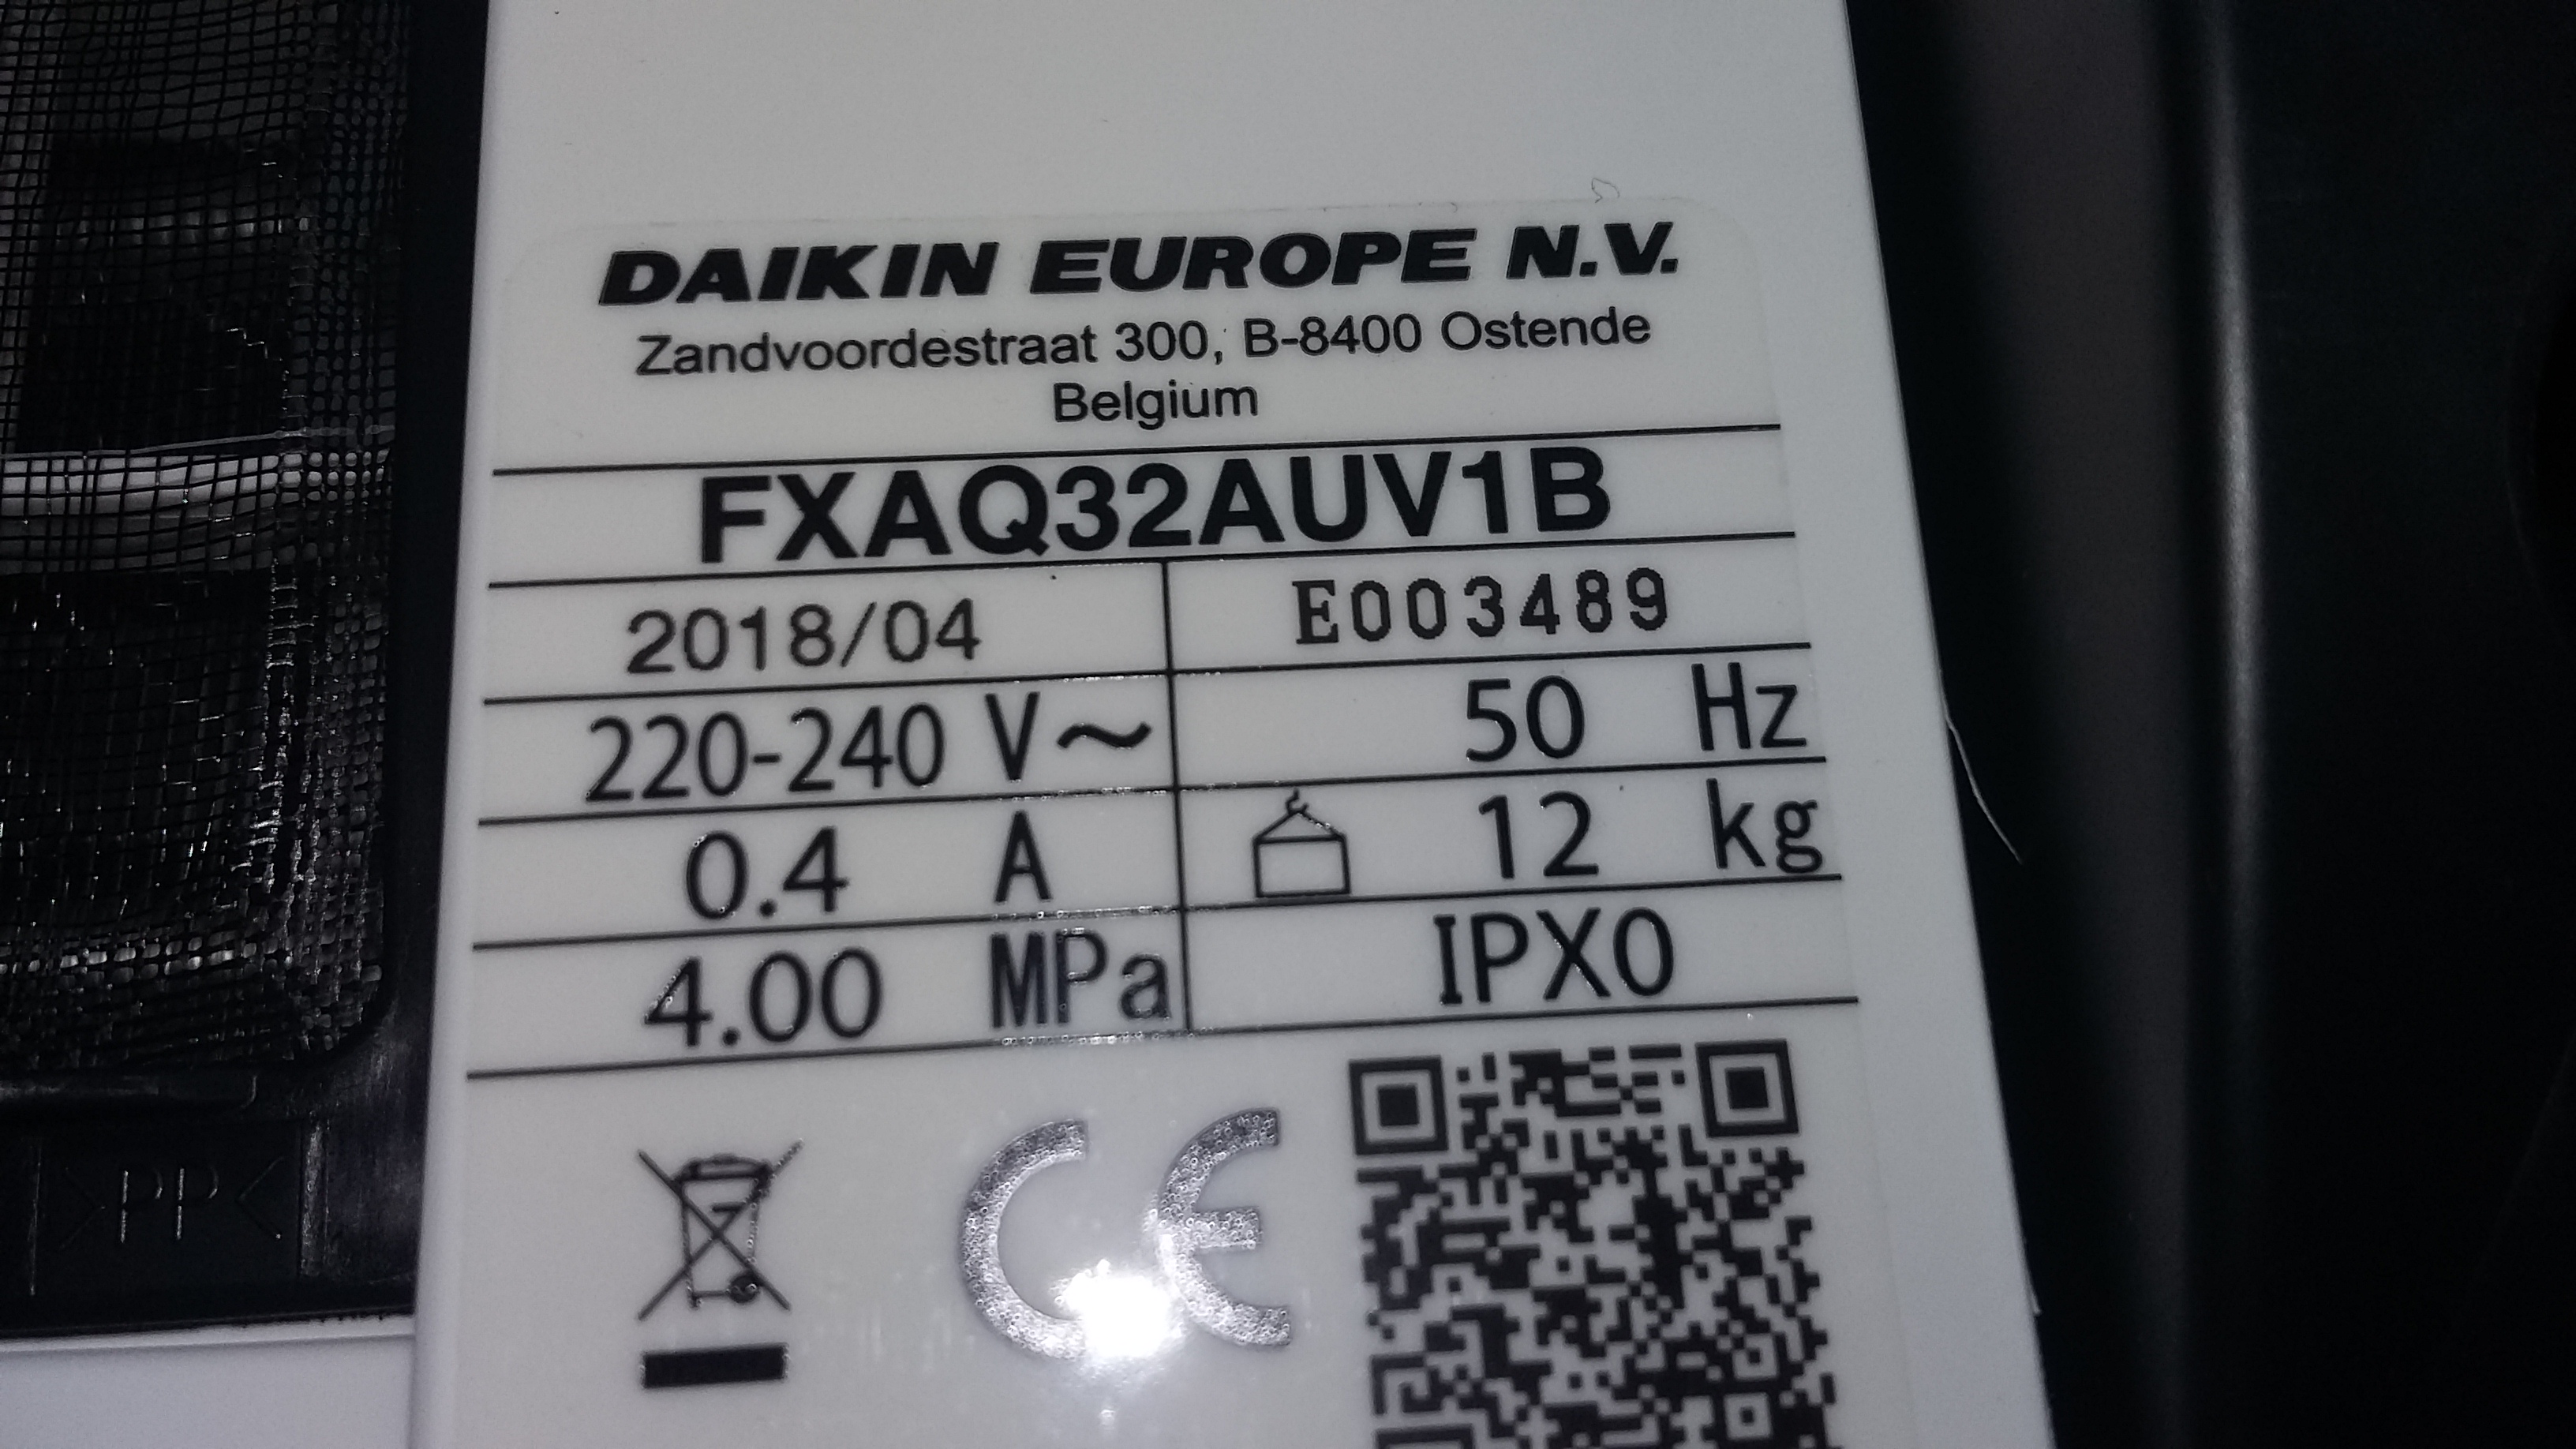 DAIKIN EUROPE N.V.
Zandvoordestraat 300, B-8400 Ostende
Belgium
FXAQ32AUV1B
2018/04 E003489
220-240 V~ 50 Hz
0.4 A 12 kg
4.00 MPa IPX0
CE
>PP<